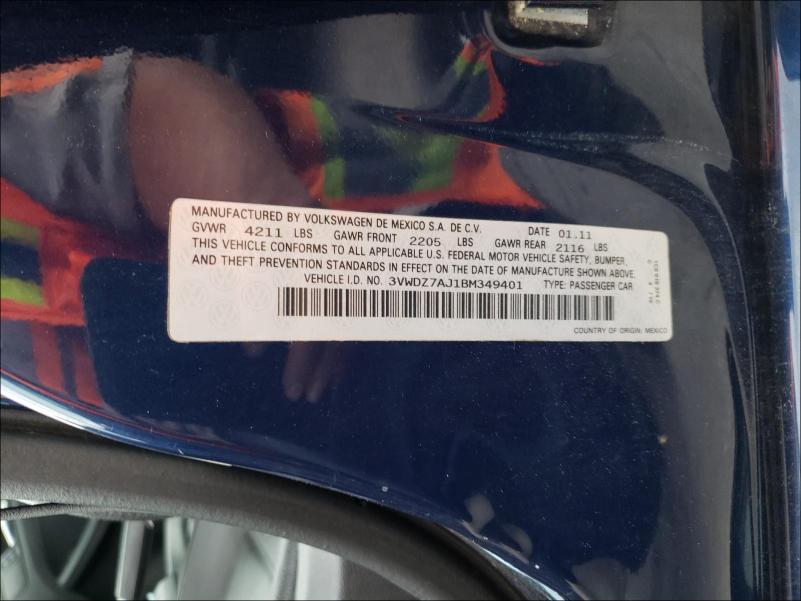 MANUFACTURED BY VOLKSWAGEN DE MEXICO S.A. DE C.V. DATE 01.11
GVWR 4211 LBS GAWR FRONT 2205 LBS GAWR REAR 2116 LBS
THIS VEHICLE CONFORMS TO ALL APPLICABLE U.S. FEDERAL MOTOR VEHICLE SAFETY, BUMPER,
AND THEFT PREVENTION STANDARDS IN EFFECT ON THE DATE OF MANUFACTURE SHOWN ABOVE.
VEHICLE I.D. NO. 3VWDZ7AJ1BM349401 TYPE: PASSENGER CAR
COUNTRY OF ORIGIN: MEXICO